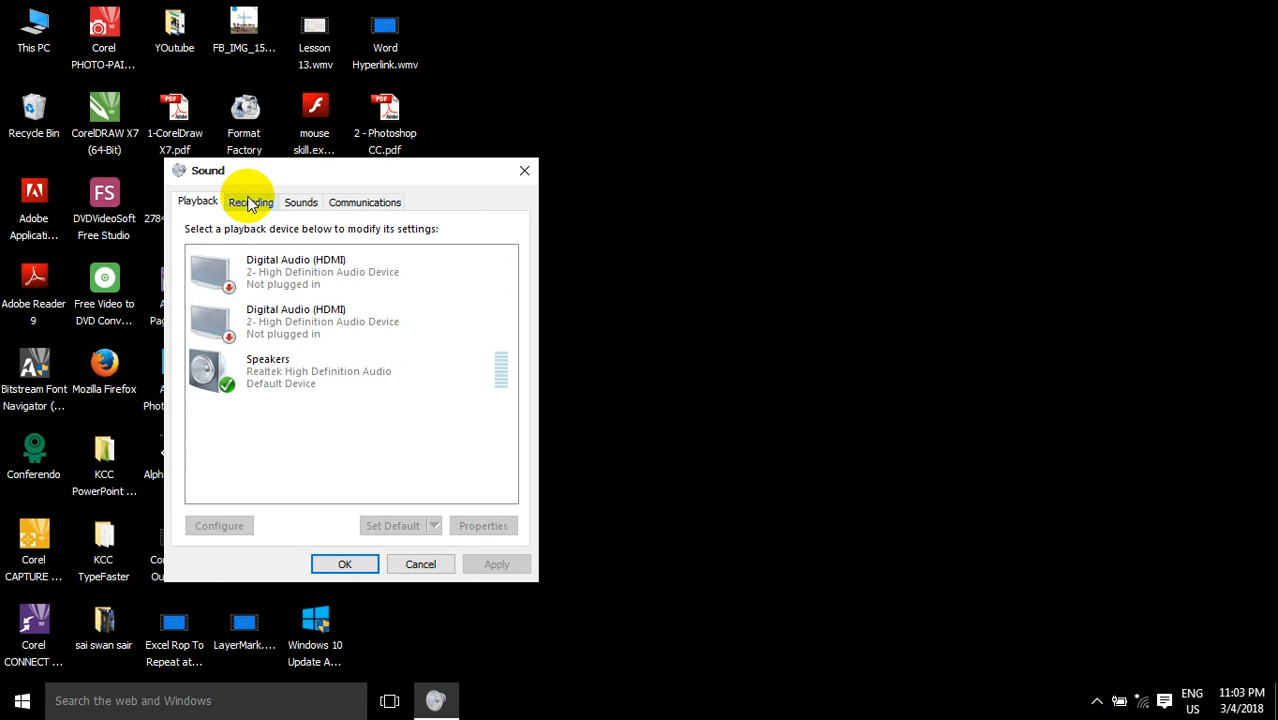 This PC
Corel
PHOTO-PAI...
YOutube
FB_IMG_15...
Lesson
13.wmv
Word
Hyperlink.wmv
Recycle Bin
CorelDRAW X7
(64-Bit)
PDF
Adobe
1-CorelDraw
X7.pdf
Format
Factory
mouse
skill.ex...
PDF
Adobe
2 - Photoshop
CC.pdf
Adobe
Applicati...
FS
DVDVideoSoft
Free Studio
2784
Adobe Reader
9
Free Video to
DVD Conv...
Bitstream Font
Navigator (...
Mozilla Firefox
Conferendo
KCC
PowerPoint ...
Corel
CAPTURE ...
KCC
TypeFaster
Corel
CONNECT ...
sai swan sair
Excel Rop To
Repeat at...
LayerMark....
Windows 10
Update A...
Sound
Playback
Recording
Sounds
Communications
Select a playback device below to modify its settings:
Digital Audio (HDMI)
2- High Definition Audio Device
Not plugged in
Digital Audio (HDMI)
2- High Definition Audio Device
Not plugged in
Speakers
Realtek High Definition Audio
Default Device
Configure
Set Default
Properties
OK
Cancel
Apply
Search the web and Windows
ENG
US
11:03 PM
3/4/2018